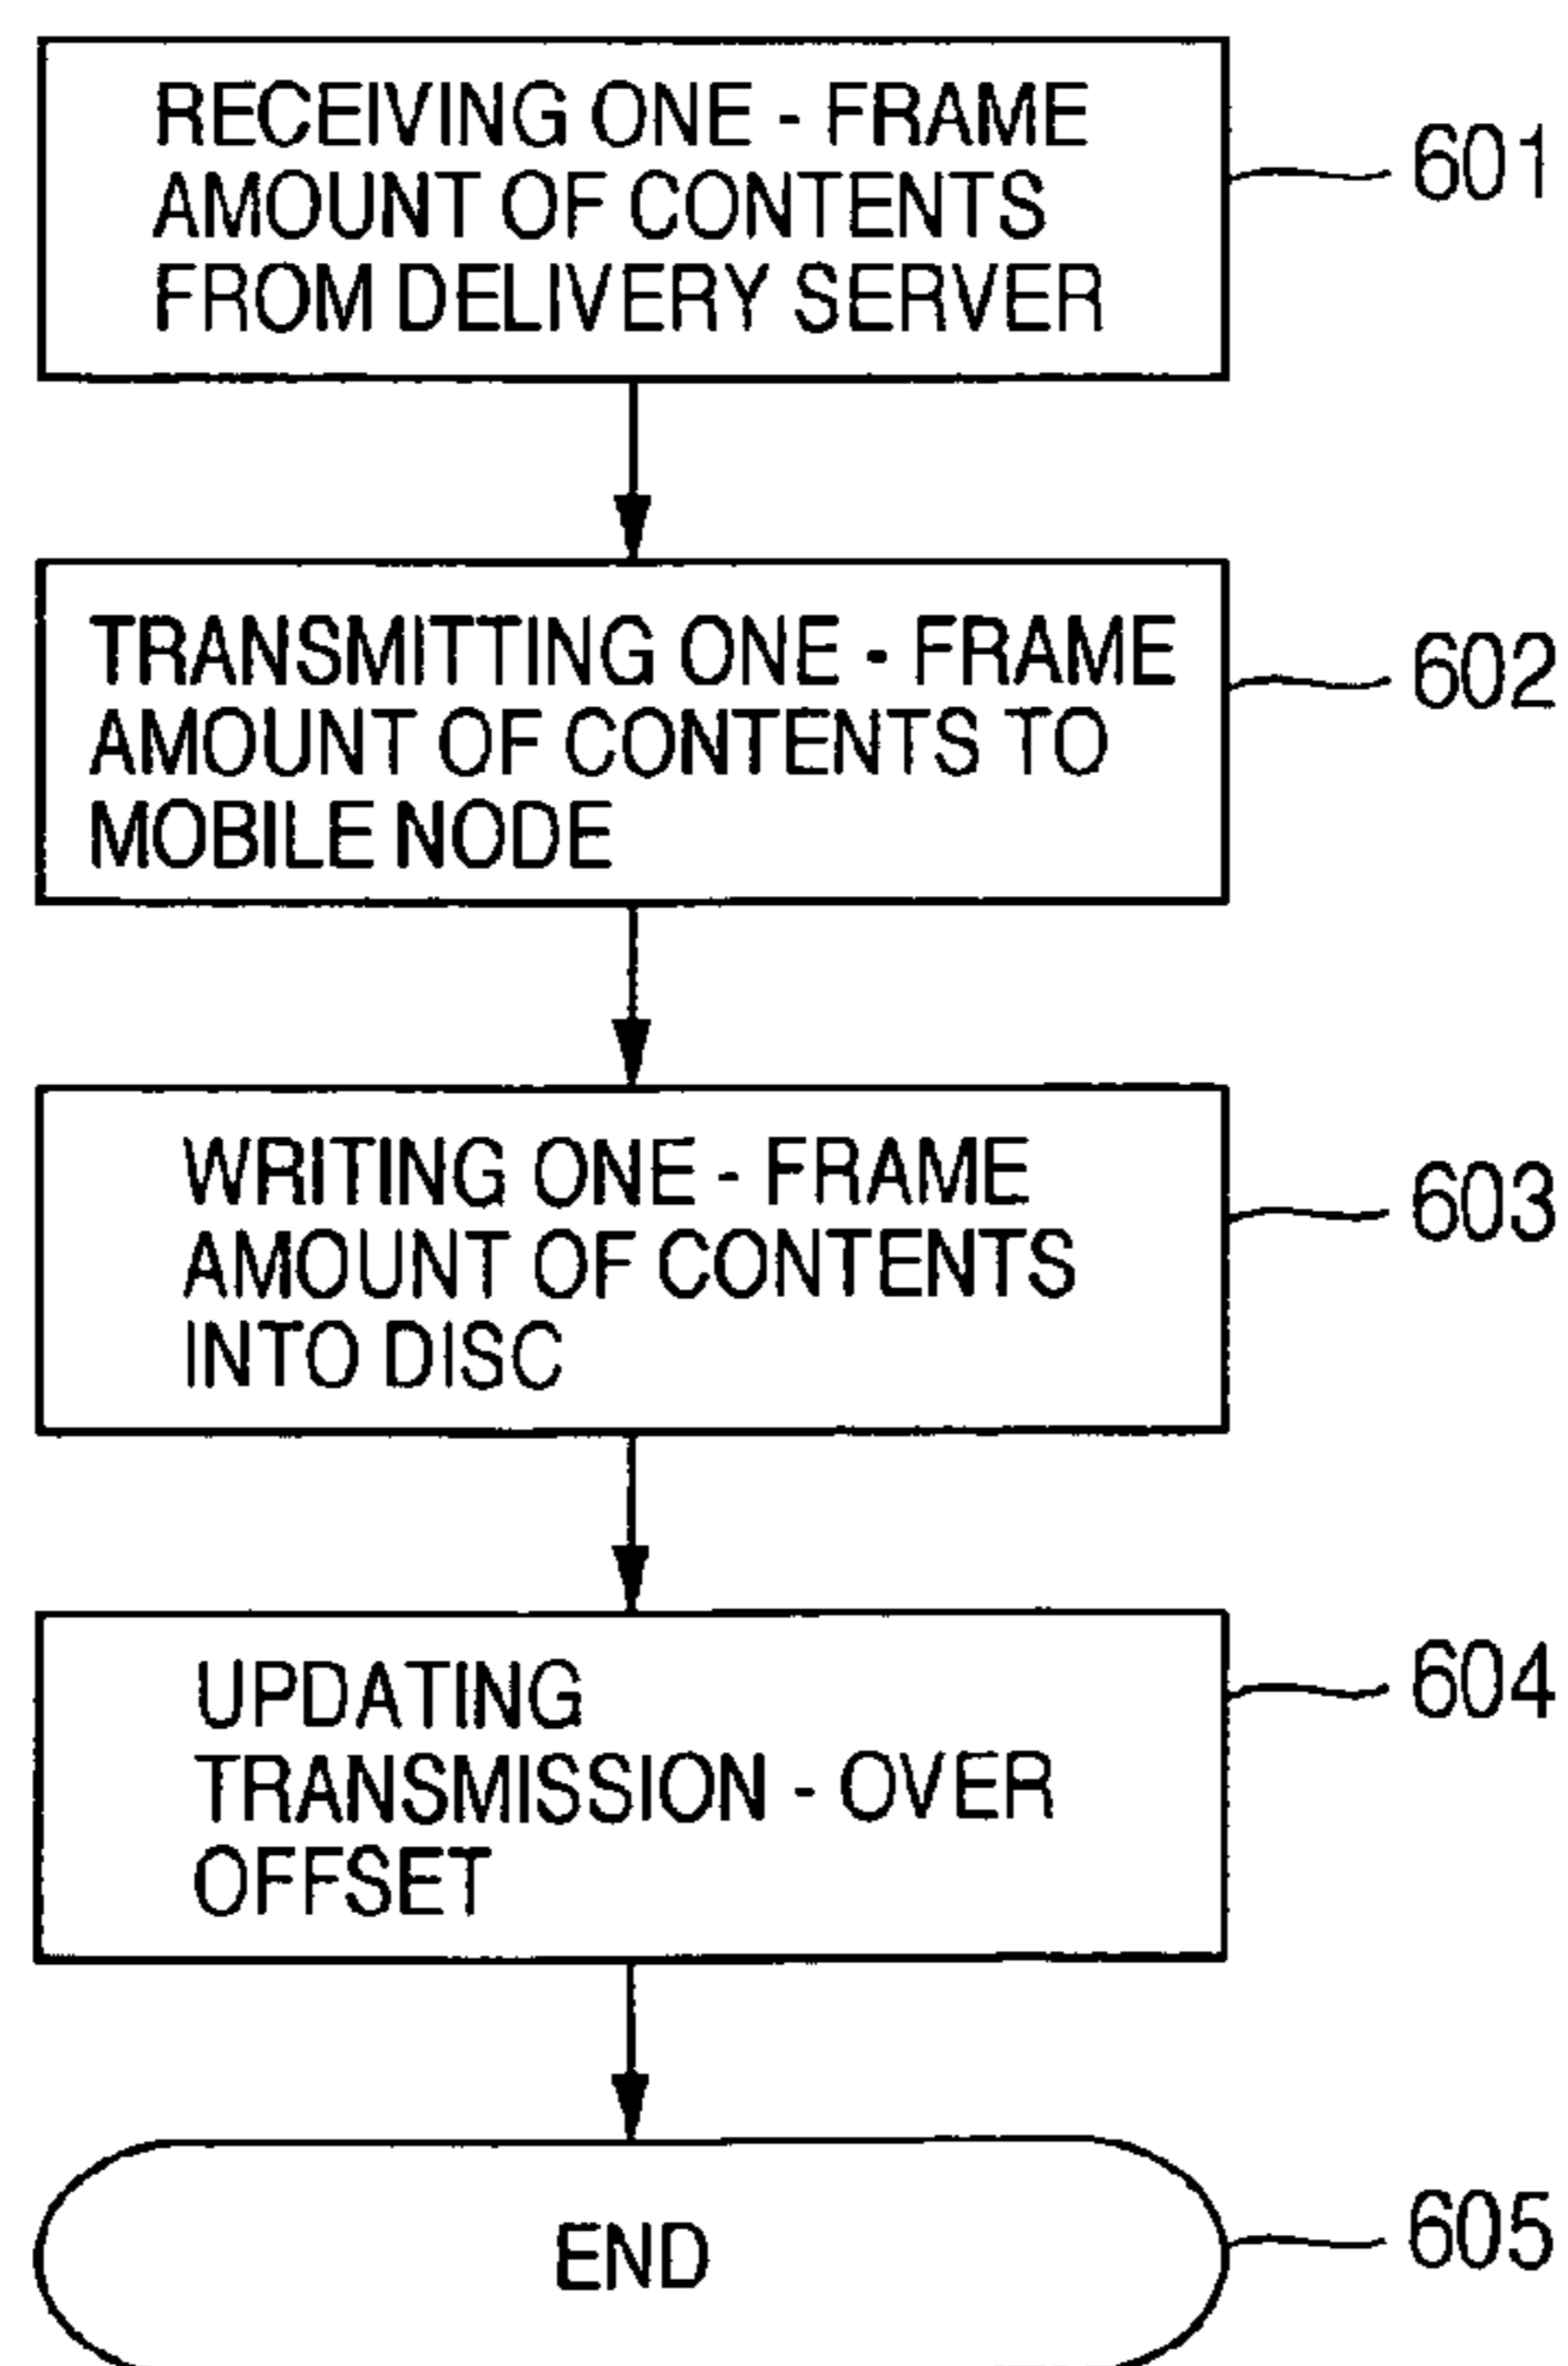 RECEIVING ONE - FRAME
AMOUNT OF CONTENTS
FROM DELIVERY SERVER
601
TRANSMITTING ONE - FRAME
AMOUNT OF CONTENTS TO
MOBILE NODE
602
WRITING ONE - FRAME
AMOUNT OF CONTENTS
INTO DISC
603
UPDATING
TRANSMISSION - OVER
OFFSET
604
END
605